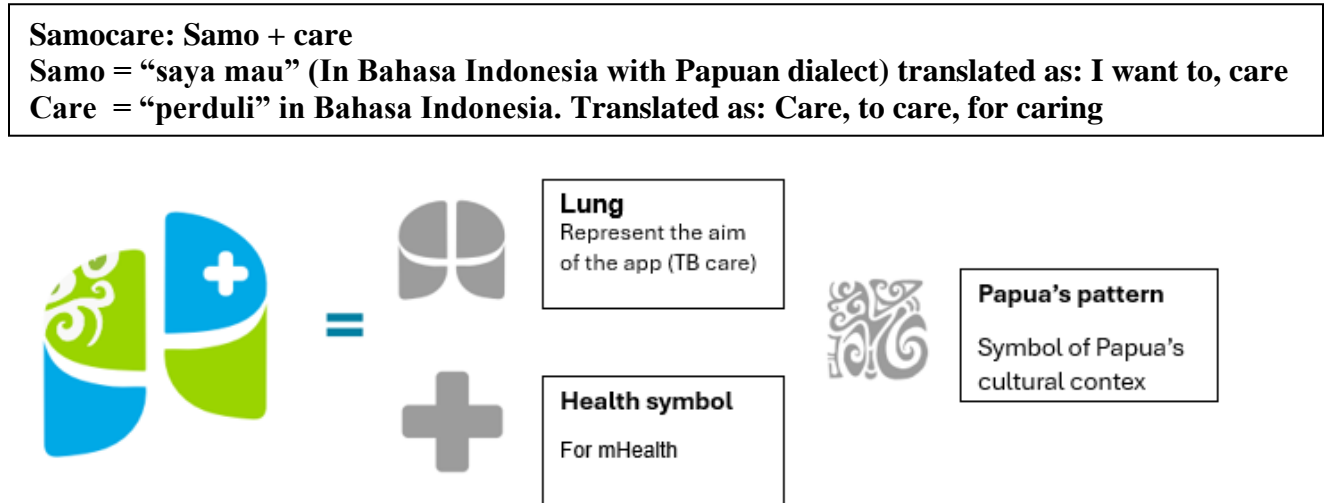 Samocare: Samo + care
Samo = “saya mau” (In Bahasa Indonesia with Papuan dialect) translated as: I want to, care
Care = “perduli” in Bahasa Indonesia. Translated as: Care, to care, for caring
=
Lung
Represent the aim
of the app (TB care)
Health symbol
For mHealth
Papua’s pattern
Symbol of Papua’s
cultural contex